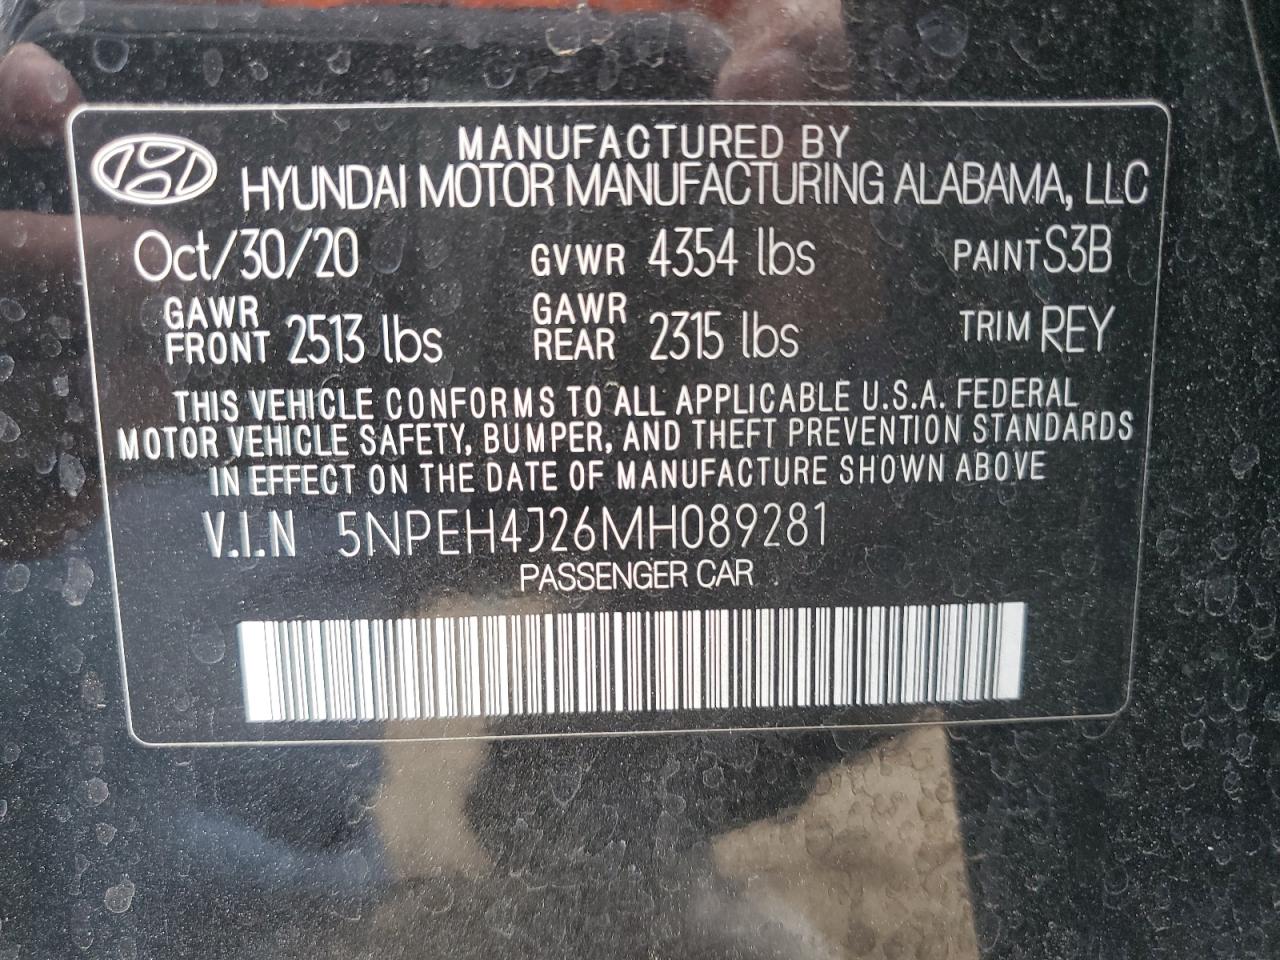 MANUFACTURED BY
HYUNDAI MOTOR MANUFACTURING ALABAMA, LLC
Oct/30/20 GVWR 4354 lbs PAINT S3B
GAWR FRONT 2513 lbs GAWR REAR 2315 lbs TRIM REY
THIS VEHICLE CONFORMS TO ALL APPLICABLE U.S.A. FEDERAL
MOTOR VEHICLE SAFETY, BUMPER, AND THEFT PREVENTION STANDARDS
IN EFFECT ON THE DATE OF MANUFACTURE SHOWN ABOVE
V.I.N 5NPEH4J26MH089281
PASSENGER CAR